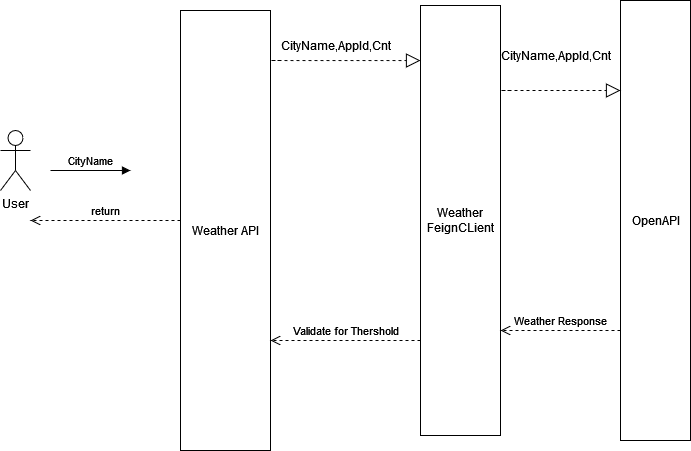 CityName,AppId,Cnt
CityName,AppId,Cnt
CityName
User
return
Weather API
Weather
FeignCLient
OpenAPI
Weather Response
Validate for Thershold